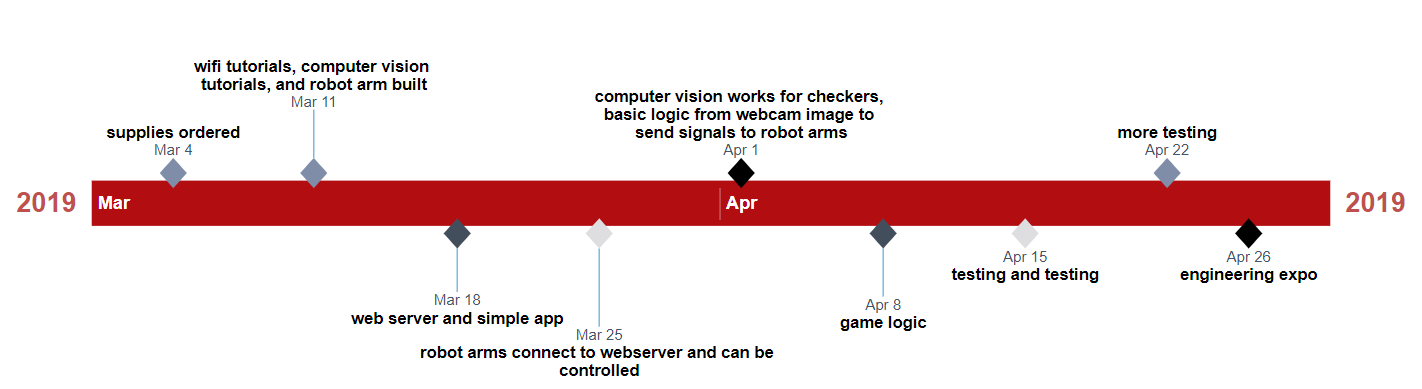 wifi tutorials, computer vision
tutorials, and robot arm built
Mar 11
computer vision works for checkers,
basic logic from webcam image to
send signals to robot arms
Apr 1
supplies ordered
Mar 4
more testing
Apr 22
2019
Mar
Apr
2019
Mar 18
web server and simple app
Mar 25
robot arms connect to webserver and can be
controlled
Apr 8
game logic
Apr 15
testing and testing
Apr 26
engineering expo